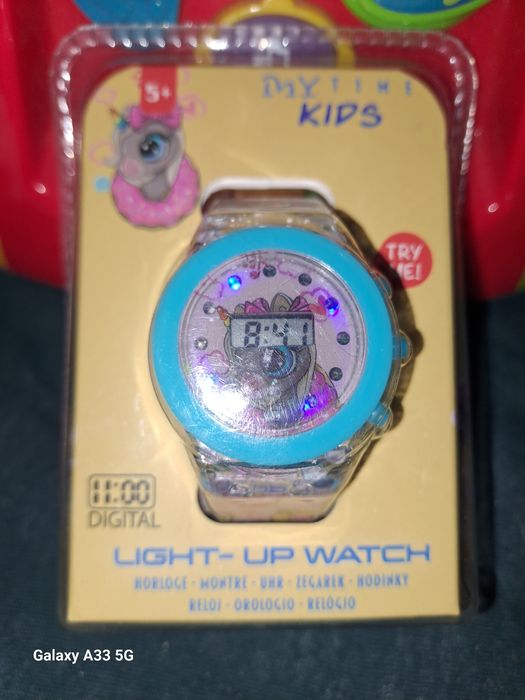 5+
MY TIME
KIDS
TRY
ME!
8:41
11:00
DIGITAL
LIGHT-UP WATCH
HORLOGE - MONTRE - UHR - ZEGAREK - HODINKY
RELOJ - OROLOGIO - RELÓGIO
Galaxy A33 5G